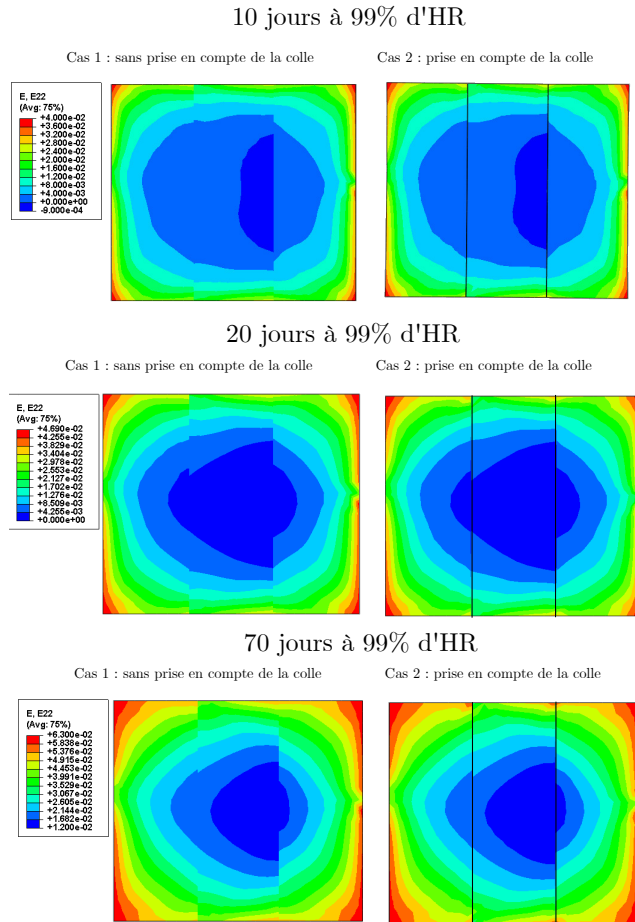 10 jours à 99% d'HR
Cas 1 : sans prise en compte de la colle
Cas 2 : prise en compte de la colle
E, E22
(Avg: 75%)
+4.000e-02
+3.600e-02
+3.200e-02
+2.800e-02
+2.400e-02
+2.000e-02
+1.600e-02
+1.200e-02
+8.000e-03
+4.000e-03
+0.000e+00
-9.000e-04
20 jours à 99% d'HR
Cas 1 : sans prise en compte de la colle
Cas 2 : prise en compte de la colle
E, E22
(Avg: 75%)
+4.690e-02
+4.255e-02
+3.829e-02
+3.404e-02
+2.978e-02
+2.553e-02
+2.127e-02
+1.702e-02
+1.276e-02
+8.509e-03
+4.255e-03
+0.000e+00
70 jours à 99% d'HR
Cas 1 : sans prise en compte de la colle
Cas 2 : prise en compte de la colle
E, E22
(Avg: 75%)
+6.300e-02
+5.838e-02
+5.376e-02
+4.915e-02
+4.453e-02
+3.991e-02
+3.529e-02
+3.067e-02
+2.605e-02
+2.144e-02
+1.682e-02
+1.200e-02